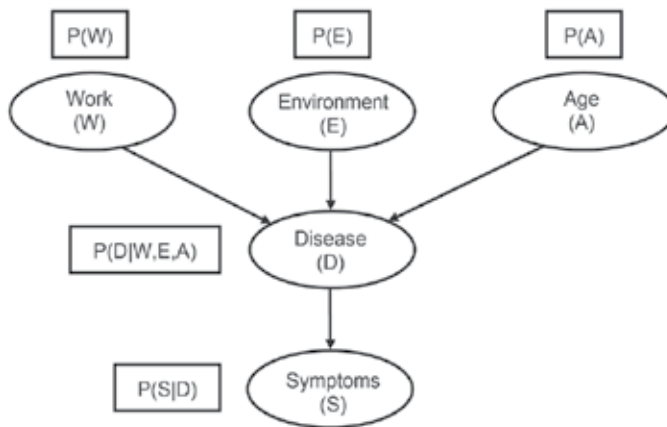 P(W)
P(E)
P(A)
Work
(W)
Environment
(E)
Age
(A)
P(D|W,E,A)
Disease
(D)
P(S|D)
Symptoms
(S)